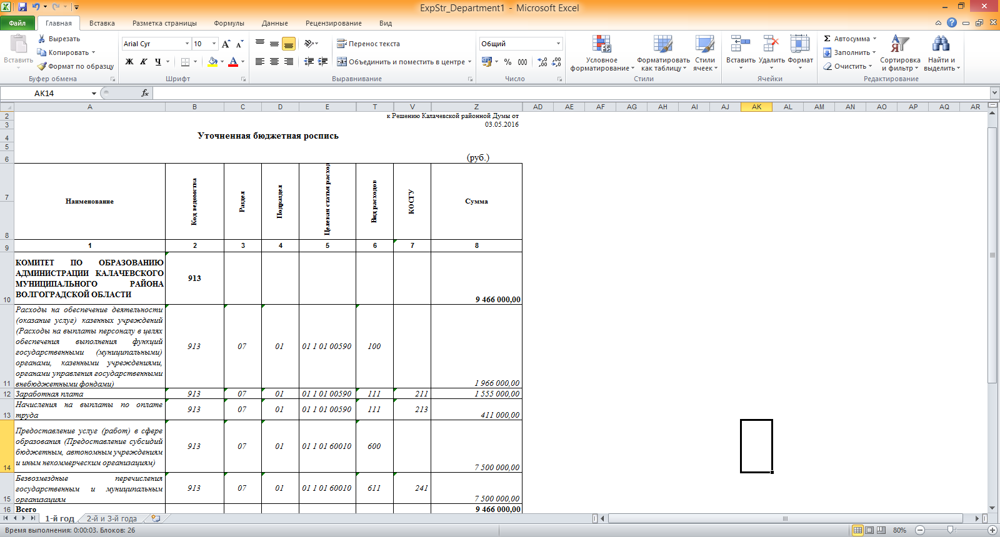 ExpStr_Department1 - Microsoft Excel
Файл Главная Вставка Разметка страницы Формулы Данные Рецензирование Вид
Вставить
Вырезать
Копировать
Формат по образцу
Буфер обмена
Arial Cyr 10
Ж К Ч
Шрифт
Перенос текста
Объединить и поместить в центре
Выравнивание
Общий
% 000
Число
Условное форматирование
Форматировать как таблицу
Стили ячеек
Стили
Вставить Удалить Формат
Ячейки
Автосумма
Заполнить
Очистить
Сортировка и фильтр
Найти и выделить
Редактирование
AK14
fx
A B C D E T V Z AD AE AF AG AH AI AJ AK AL AM AN AO AP AQ AR
2 к Решению Калачевской районной Думы от
3 03.05.2016
4 Уточненная бюджетная роспись
5
6 (руб.)
7
8
Наименование Код ведомства Раздел Подраздел Целевая статья расход Вид расходов КОСГУ Сумма
9 1 2 3 4 5 6 7 8
КОМИТЕТ ПО ОБРАЗОВАНИЮ
АДМИНИСТРАЦИИ КАЛАЧЕВСКОГО
МУНИЦИПАЛЬНОГО РАЙОНА
ВОЛГОГРАДСКОЙ ОБЛАСТИ
10 913 9 466 000,00
Расходы на обеспечение деятельности
(оказание услуг) казенных учреждений
(Расходы на выплаты персоналу в целях
обеспечения выполнения функций
государственными (муниципальными)
органами, казенными учреждениями,
органами управления государственными
внебюджетными фондами)
11 913 07 01 01 1 01 00590 100 1 966 000,00
12 Заработная плата 913 07 01 01 1 01 00590 111 211 1 555 000,00
Начисления на выплаты по оплате
труда
13 913 07 01 01 1 01 00590 111 213 411 000,00
Предоставление услуг (работ) в сфере
образования (Предоставление субсидий
бюджетным, автономным учреждениям
и иным некоммерческим организациям)
14 913 07 01 01 1 01 60010 600 7 500 000,00
Безвозмездные перечисления
государственным и муниципальным
организациям
15 913 07 01 01 1 01 60010 611 241 7 500 000,00
16 Всего 9 466 000,00
1-й год 2-й и 3-й года
Время выполнения: 0:00:03. Блоков: 26
80%